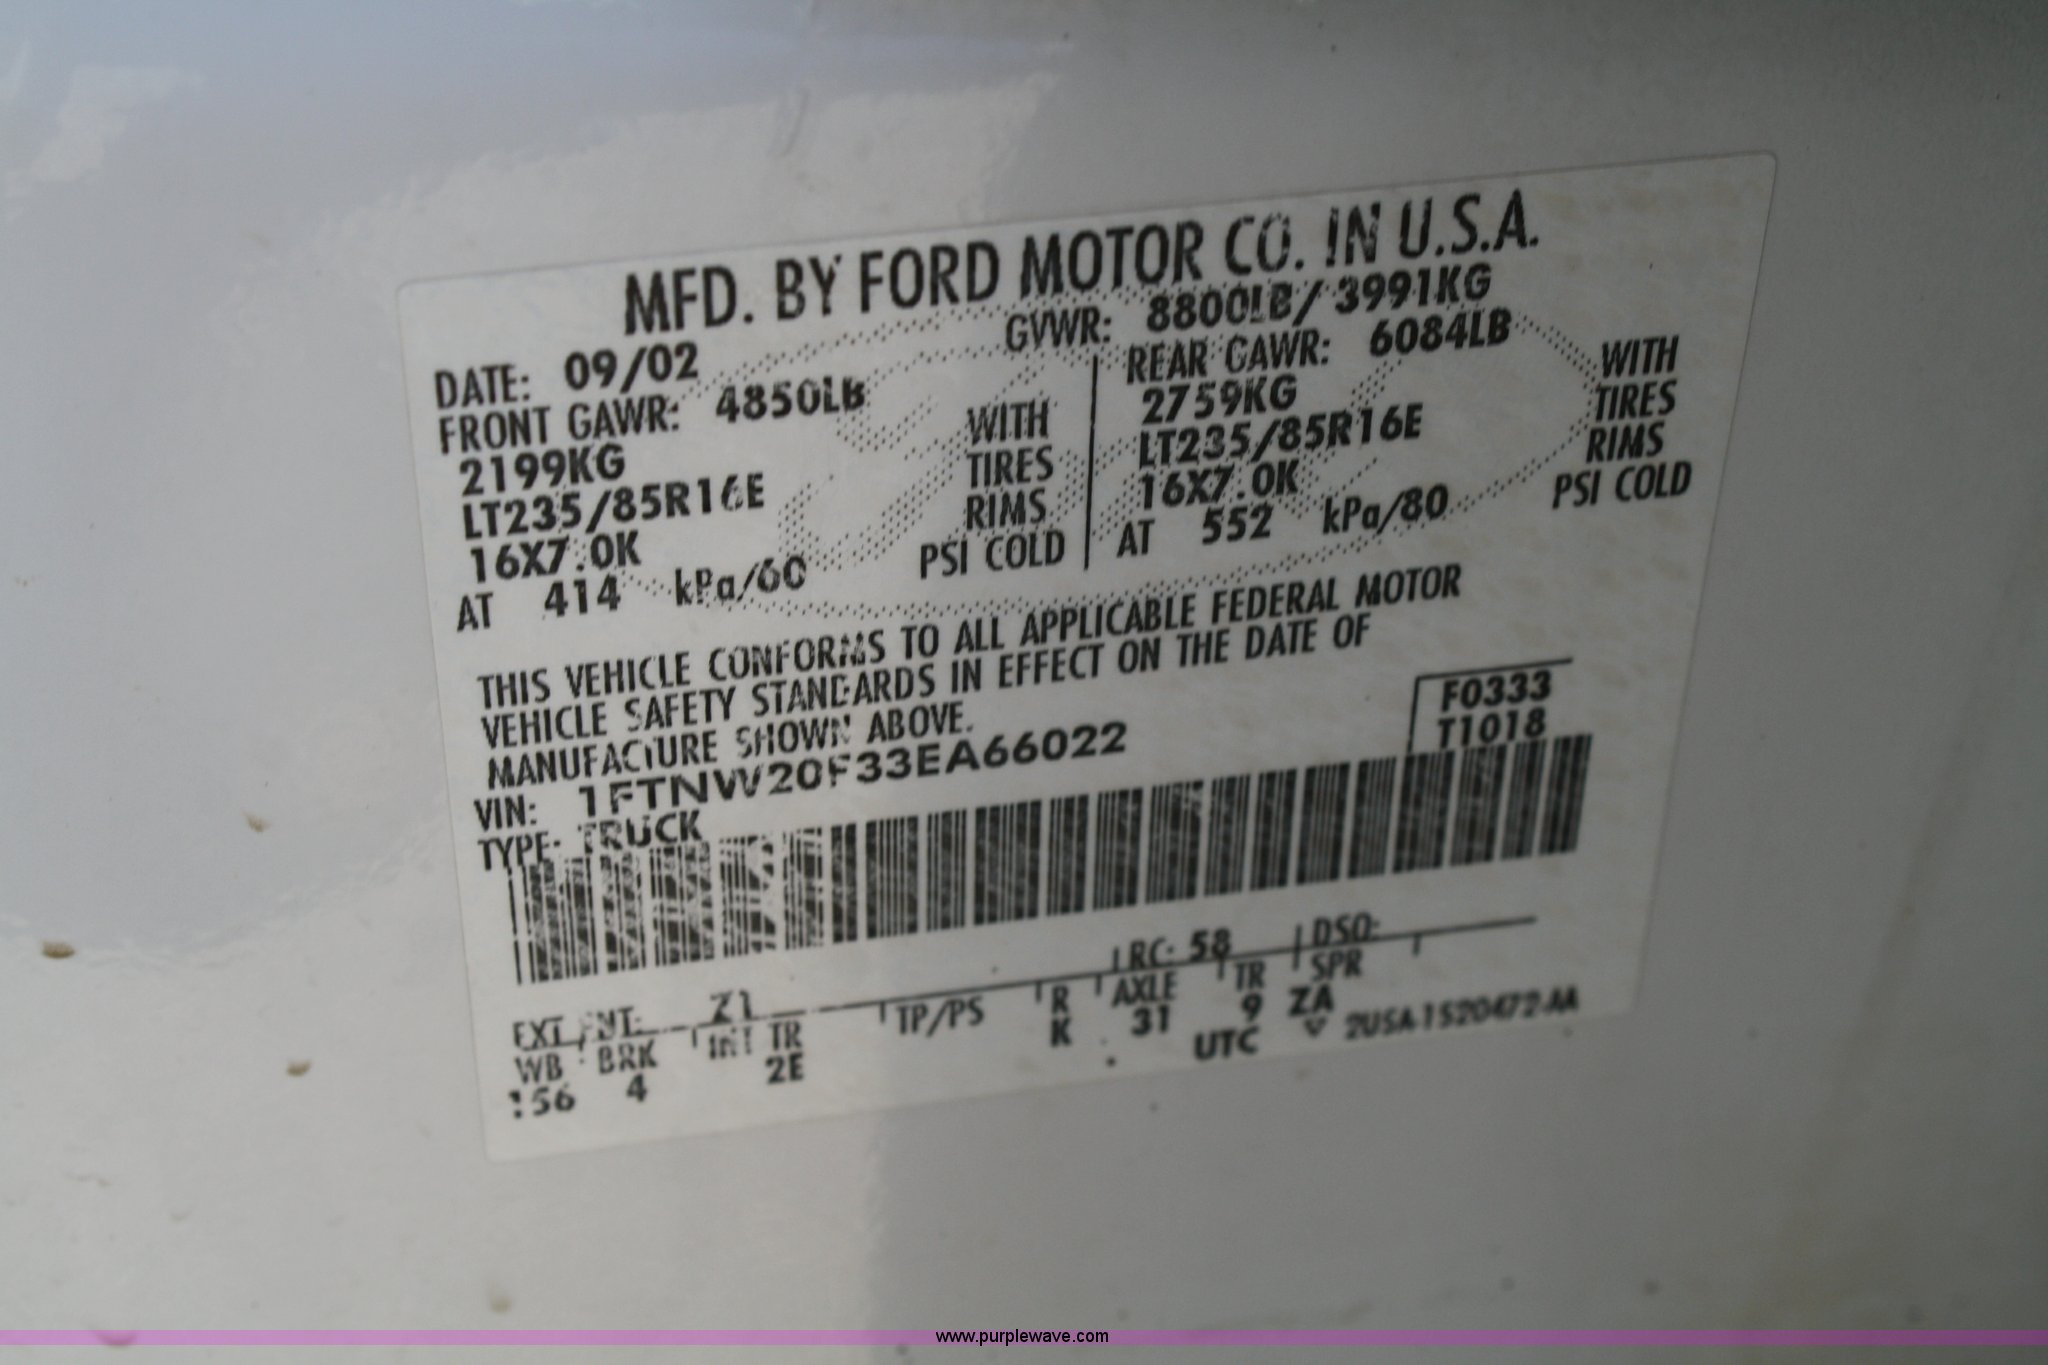 MFD. BY FORD MOTOR CO. IN U.S.A.
DATE: 09/02 GVWR: 8800LB/ 3991KG
FRONT GAWR: 4850LB REAR GAWR: 6084LB
2199KG WITH 2759KG WITH
LT235/85R16E TIRES LT235/85R16E TIRES
16X7.0K RIMS 16X7.0K RIMS
AT 414 kPa/60 PSI COLD AT 552 kPa/80 PSI COLD
THIS VEHICLE CONFORMS TO ALL APPLICABLE FEDERAL MOTOR
VEHICLE SAFETY STANDARDS IN EFFECT ON THE DATE OF
MANUFACTURE SHOWN ABOVE.
F0333
VIN: 1FTNW20F33EA66022 T1018
TYPE: TRUCK
EXT PNT: Z1 RC: 58 DSO:
WB BRK INT TR TP/PS R AXLE TR SPR
156 4 2E K 31 9 ZA
UTC 2USA-1520472-AA
www.purplewave.com